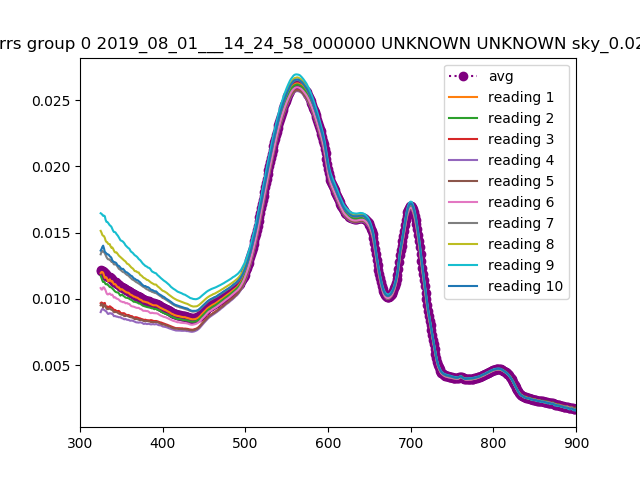 rrs group 0 2019_08_01___14_24_58_000000 UNKNOWN UNKNOWN sky_0.02
avg
reading 1
reading 2
reading 3
reading 4
reading 5
reading 6
reading 7
reading 8
reading 9
reading 10
0.025
0.020
0.015
0.010
0.005
300 400 500 600 700 800 900